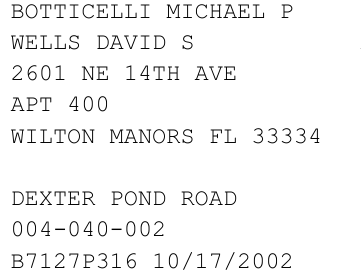 BOTTICELLI MICHAEL P
WELLS DAVID S
2601 NE 14TH AVE
APT 400
WILTON MANORS FL 33334
DEXTER POND ROAD
004-040-002
B7127P316 10/17/2002